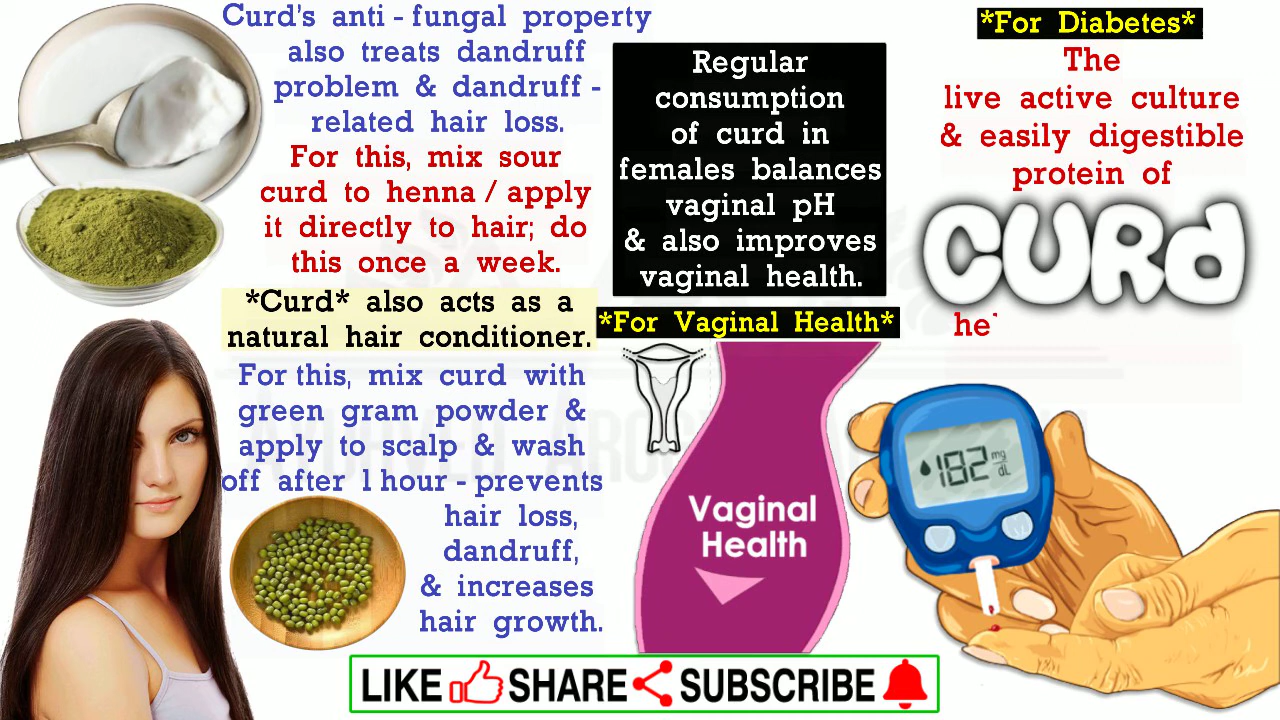 Curd's anti - fungal property
also treats dandruff
problem & dandruff -
related hair loss.
For this, mix sour
curd to henna / apply
it directly to hair; do
this once a week.
*Curd* also acts as a
natural hair conditioner.
For this, mix curd with
green gram powder &
apply to scalp & wash
off after 1 hour - prevents
hair loss,
dandruff,
& increases
hair growth.
Regular
consumption
of curd in
females balances
vaginal pH
& also improves
vaginal health.
*For Vaginal Health*
Vaginal
Health
*For Diabetes*
The
live active culture
& easily digestible
protein of
CURd
he
182 mg
dL
LIKE SHARE SUBSCRIBE